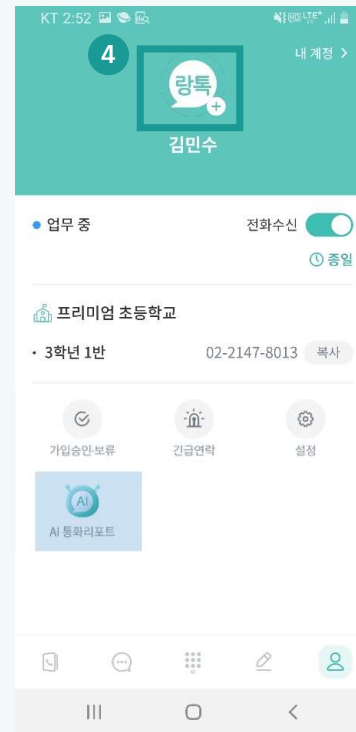 KT 2:52
LTE+
내 계정 >
4
랑톡
김민수
업무 중
전화수신
종일
프리미엄 초등학교
• 3학년 1반 02-2147-8013 복사
가입승인·보류 긴급연락 설정
AI
AI 통화리포트